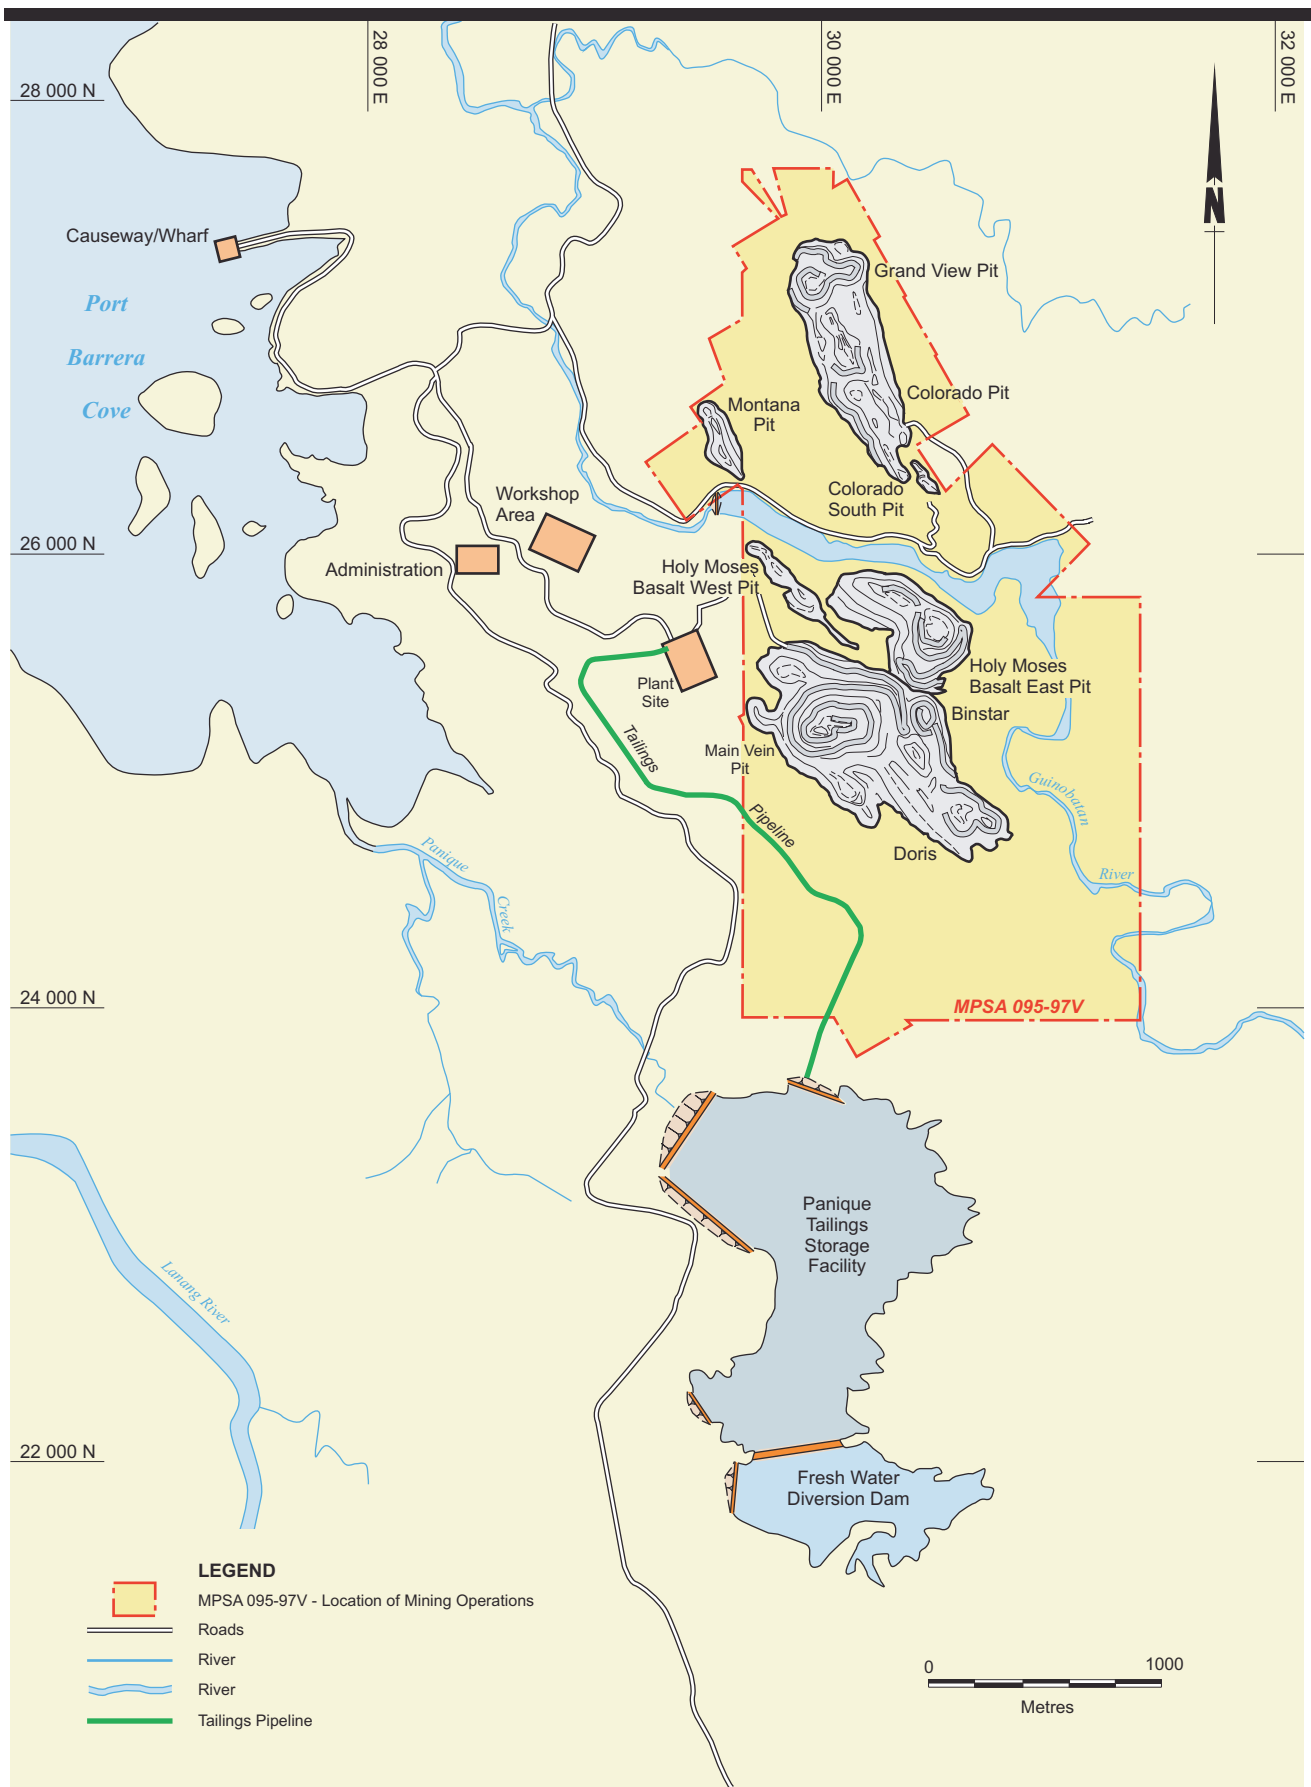 28 000 E
30 000 E
32 000 E
28 000 N
N
Causeway/Wharf
Grand View Pit
Port
Barrera
Cove
Colorado Pit
Montana
Pit
Colorado
South Pit
Workshop
Area
26 000 N
Administration
Holy Moses
Basalt West Pit
Holy Moses
Basalt East Pit
Plant
Site
Binstar
Tailings
Pipeline
Main Vein
Pit
Guinobatan
River
Doris
Panique
Creek
24 000 N
MPSA 095-97V
Panique
Tailings
Storage
Facility
Lanang River
22 000 N
Fresh Water
Diversion Dam
LEGEND
MPSA 095-97V - Location of Mining Operations
Roads
River
River
Tailings Pipeline
0 1000
Metres